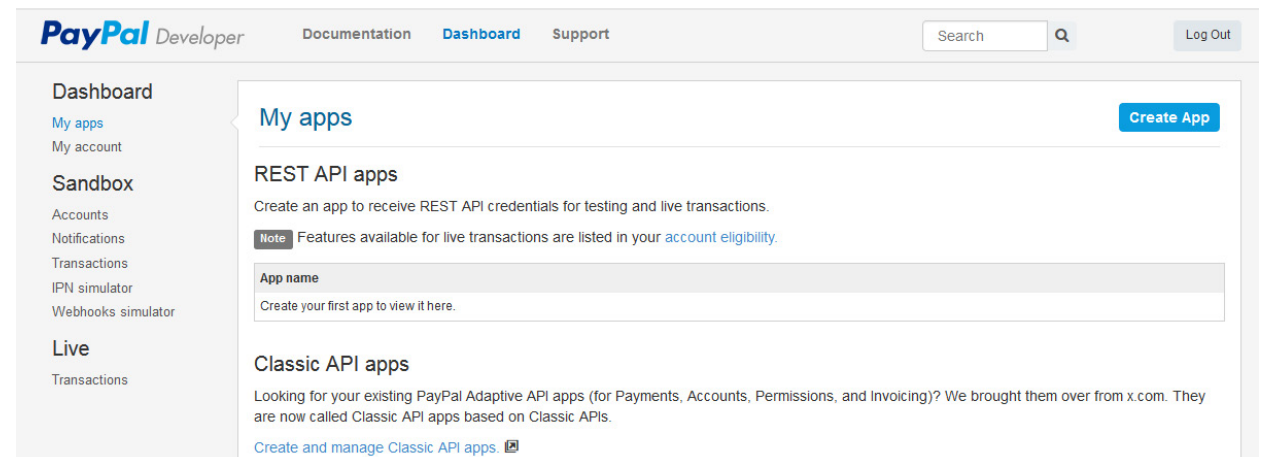 PayPal Developer Documentation Dashboard Support Search Log Out
Dashboard
My apps
My account
Sandbox
Accounts
Notifications
Transactions
IPN simulator
Webhooks simulator
Live
Transactions
My apps Create App
REST API apps
Create an app to receive REST API credentials for testing and live transactions.
Note Features available for live transactions are listed in your account eligibility.
App name
Create your first app to view it here.
Classic API apps
Looking for your existing PayPal Adaptive API apps (for Payments, Accounts, Permissions, and Invoicing)? We brought them over from x.com. They
are now called Classic API apps based on Classic APIs.
Create and manage Classic API apps.